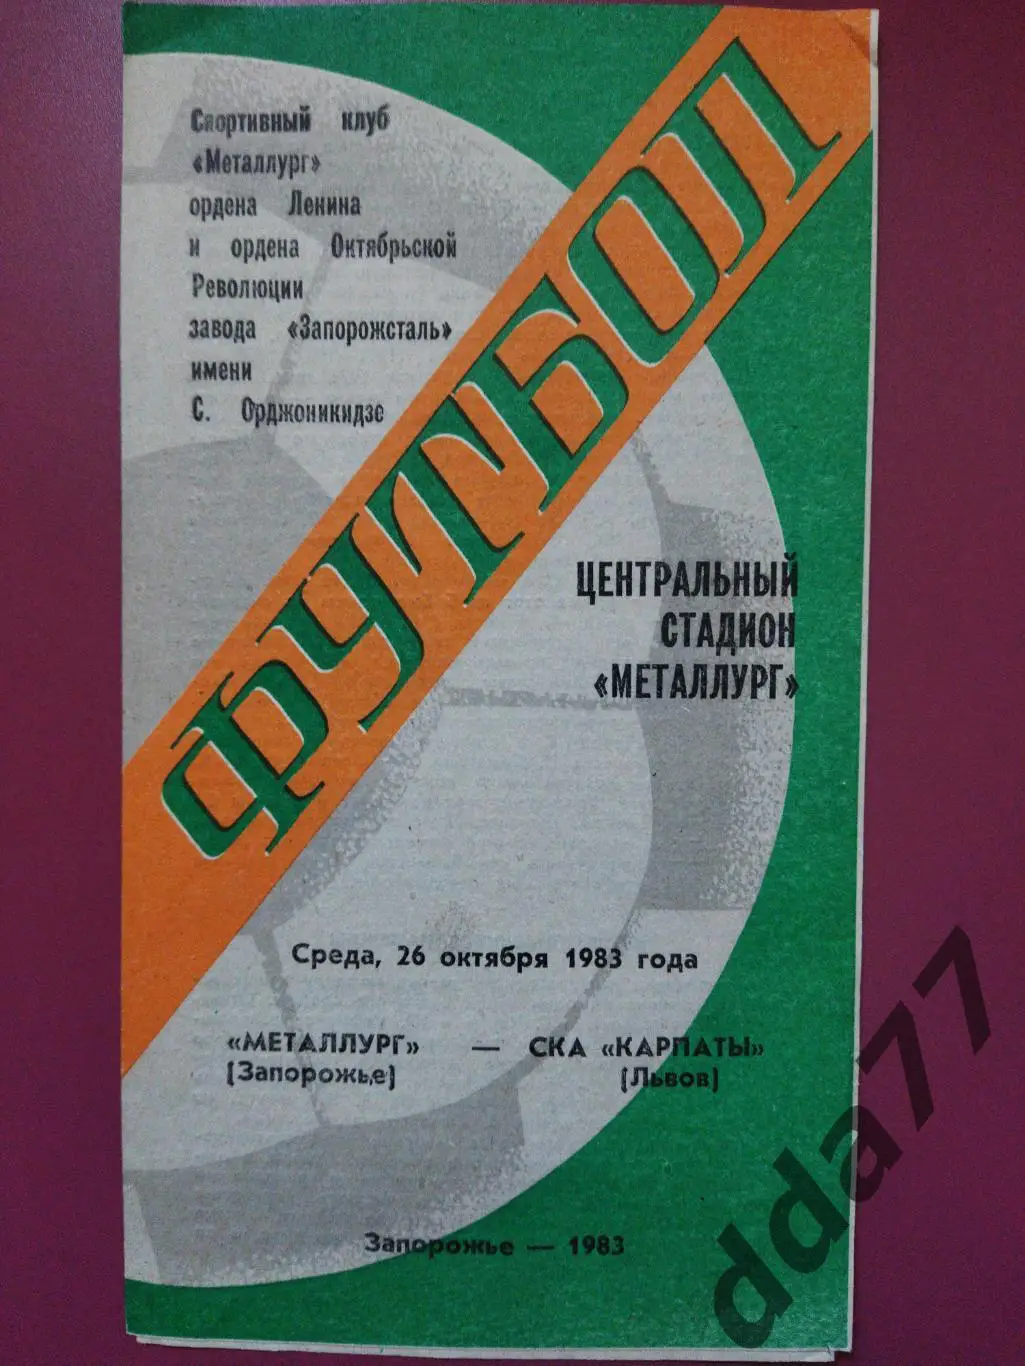 Спортивный клуб
«Металлург»
ордена Ленина
и ордена Октябрьской
Революции
завода «Запорожсталь»
имени
С. Орджоникидзе
ФУТБОЛ
ЦЕНТРАЛЬНЫЙ
СТАДИОН
«МЕТАЛЛУРГ»
Среда, 26 октября 1983 года
«МЕТАЛЛУРГ» — СКА «КАРПАТЫ»
[Запорожье] [Львов]
Запорожье — 1983
dda77